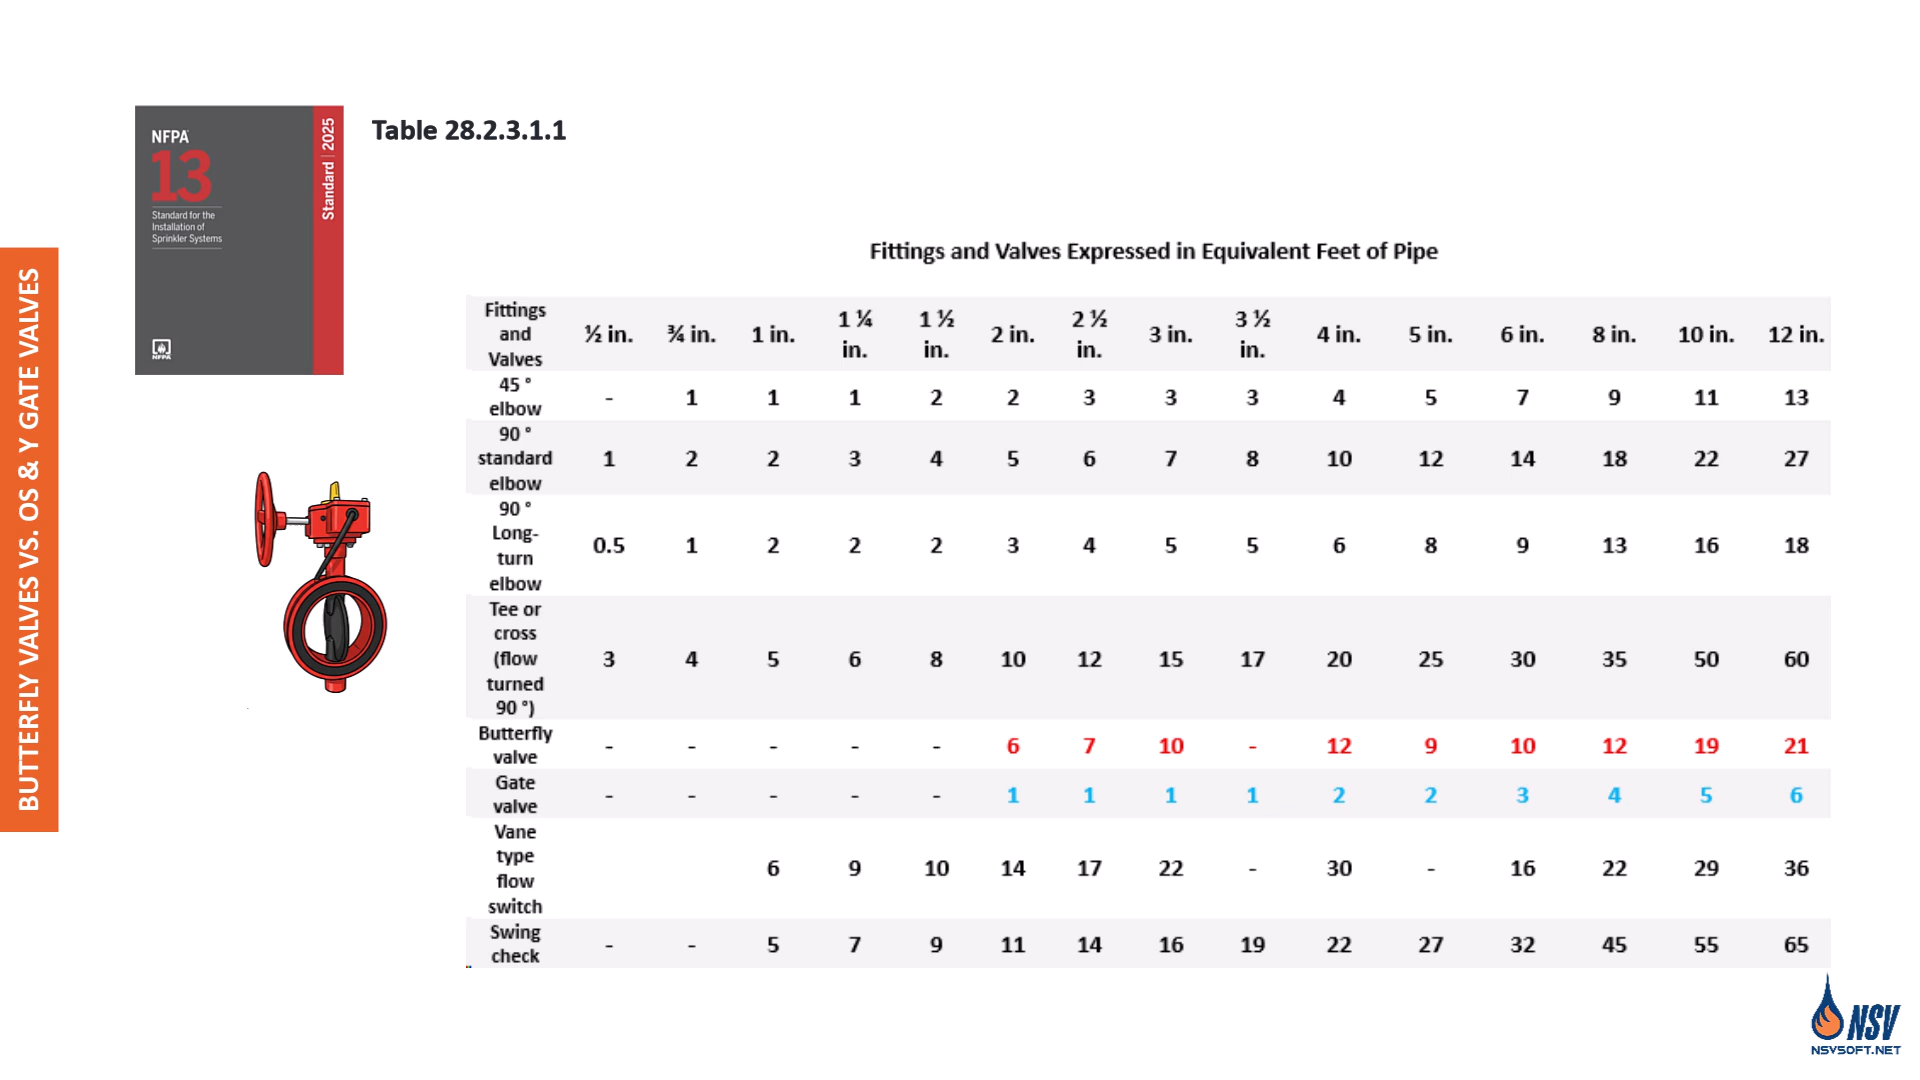 NFPA
13
Standard for the
Installation of
Sprinkler Systems
Standard | 2025
NFPA
Table 28.2.3.1.1
BUTTERFLY VALVES VS. OS & Y GATE VALVES
Fittings and Valves Expressed in Equivalent Feet of Pipe
Fittings and Valves ½ in. ¾ in. 1 in. 1 ¼ in. 1 ½ in. 2 in. 2 ½ in. 3 in. 3 ½ in. 4 in. 5 in. 6 in. 8 in. 10 in. 12 in.
45 ° elbow - 1 1 1 2 2 3 3 3 4 5 7 9 11 13
90 ° standard elbow 1 2 2 3 4 5 6 7 8 10 12 14 18 22 27
90 ° Long-turn elbow 0.5 1 2 2 2 3 4 5 5 6 8 9 13 16 18
Tee or cross (flow turned 90 °) 3 4 5 6 8 10 12 15 17 20 25 30 35 50 60
Butterfly valve - - - - - 6 7 10 - 12 9 10 12 19 21
Gate valve - - - - - 1 1 1 1 2 2 3 4 5 6
Vane type flow switch 6 9 10 14 17 22 - 30 - 16 22 29 36
Swing check - - 5 7 9 11 14 16 19 22 27 32 45 55 65
NSV
NSVSOFT.NET